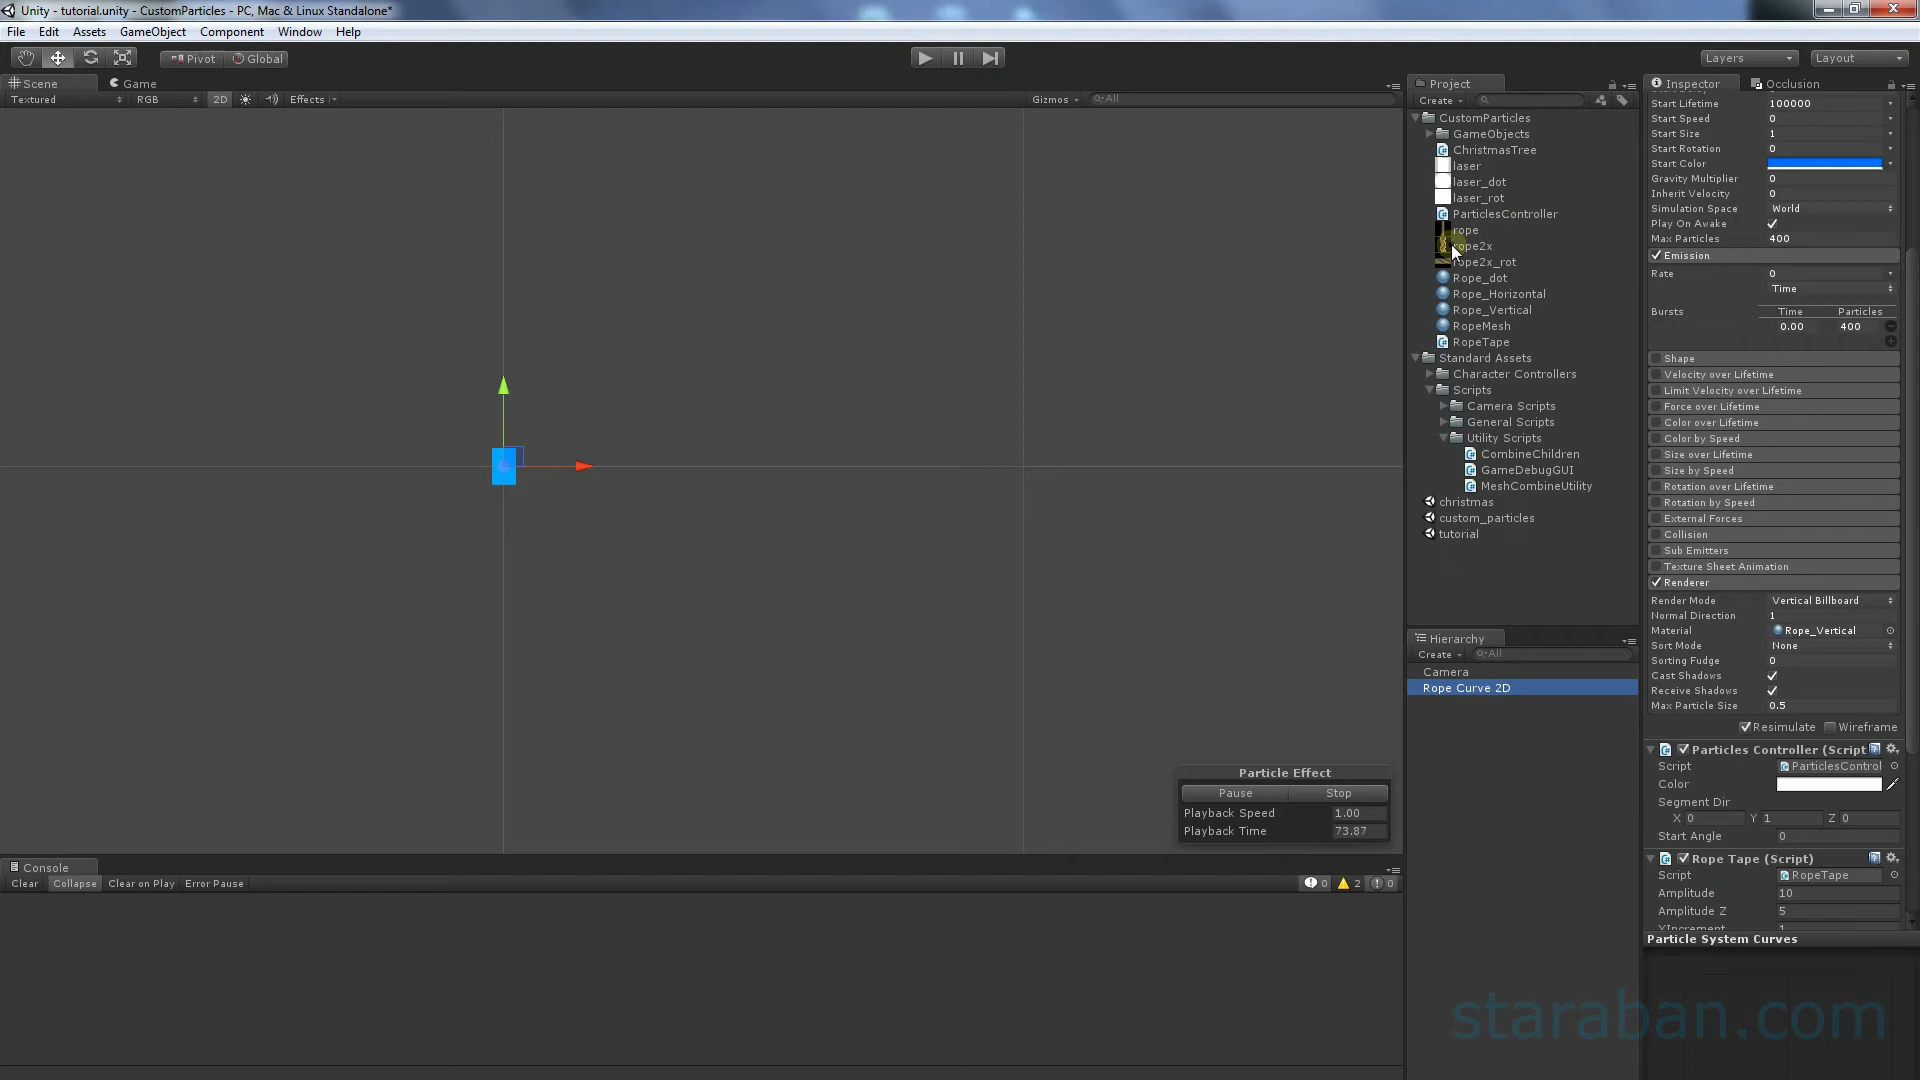 Unity - tutorial.unity - CustomParticles - PC, Mac & Linux Standalone*
File Edit Assets GameObject Component Window Help
Pivot Global Layers Layout
Scene Game
Textured RGB 2D Effects Gizmos All
Project
Create
CustomParticles
GameObjects
ChristmasTree
laser
laser_dot
laser_rot
ParticlesController
rope
rope2x
rope2x_rot
Rope_dot
Rope_Horizontal
Rope_Vertical
RopeMesh
RopeTape
Standard Assets
Character Controllers
Scripts
Camera Scripts
General Scripts
Utility Scripts
CombineChildren
GameDebugGUI
MeshCombineUtility
christmas
custom_particles
tutorial
Hierarchy
Create All
Camera
Rope Curve 2D
Inspector Occlusion
Start Lifetime 100000
Start Speed 0
Start Size 1
Start Rotation 0
Start Color
Gravity Multiplier 0
Inherit Velocity 0
Simulation Space World
Play On Awake
Max Particles 400
Emission
Rate 0
Time
Bursts Time Particles
0.00 400
Shape
Velocity over Lifetime
Limit Velocity over Lifetime
Force over Lifetime
Color over Lifetime
Color by Speed
Size over Lifetime
Size by Speed
Rotation over Lifetime
Rotation by Speed
External Forces
Collision
Sub Emitters
Texture Sheet Animation
Renderer
Render Mode Vertical Billboard
Normal Direction 1
Material Rope_Vertical
Sort Mode None
Sorting Fudge 0
Cast Shadows
Receive Shadows
Max Particle Size 0.5
Resimulate Wireframe
Particles Controller (Script
Script ParticlesControl
Color
Segment Dir
X 0 Y 1 Z 0
Start Angle 0
Rope Tape (Script)
Script RopeTape
Amplitude 10
Amplitude Z 5
YIncrement 1
Particle System Curves
Particle Effect
Pause Stop
Playback Speed 1.00
Playback Time 73.87
Console
Clear Collapse Clear on Play Error Pause 0 2 0
staraban.com